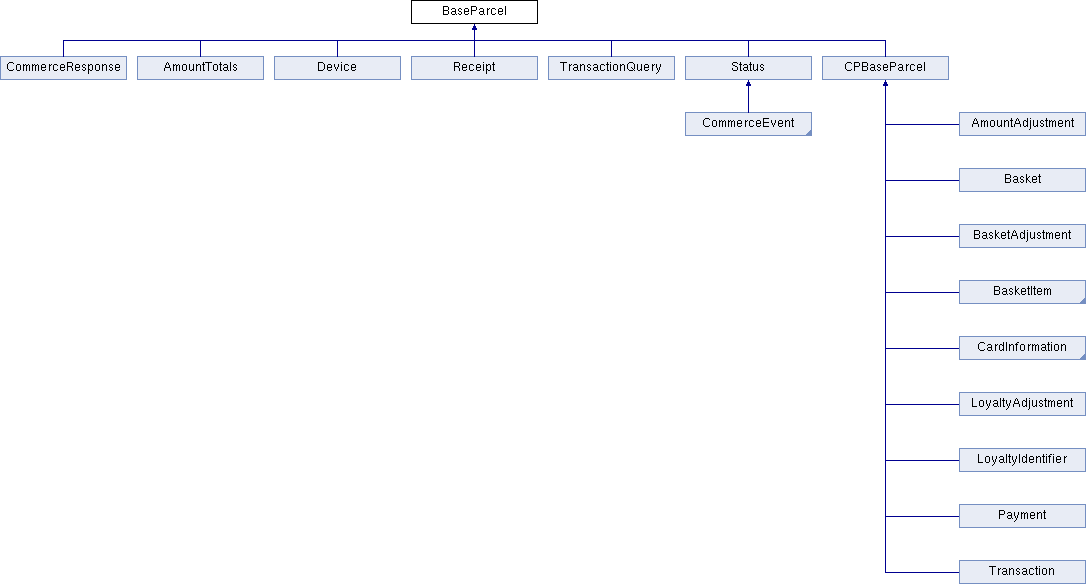 BaseParcel
CommerceResponse
AmountTotals
Device
Receipt
TransactionQuery
Status
CPBaseParcel
CommerceEvent
AmountAdjustment
Basket
BasketAdjustment
BasketItem
CardInformation
LoyaltyAdjustment
LoyaltyIdentifier
Payment
Transaction